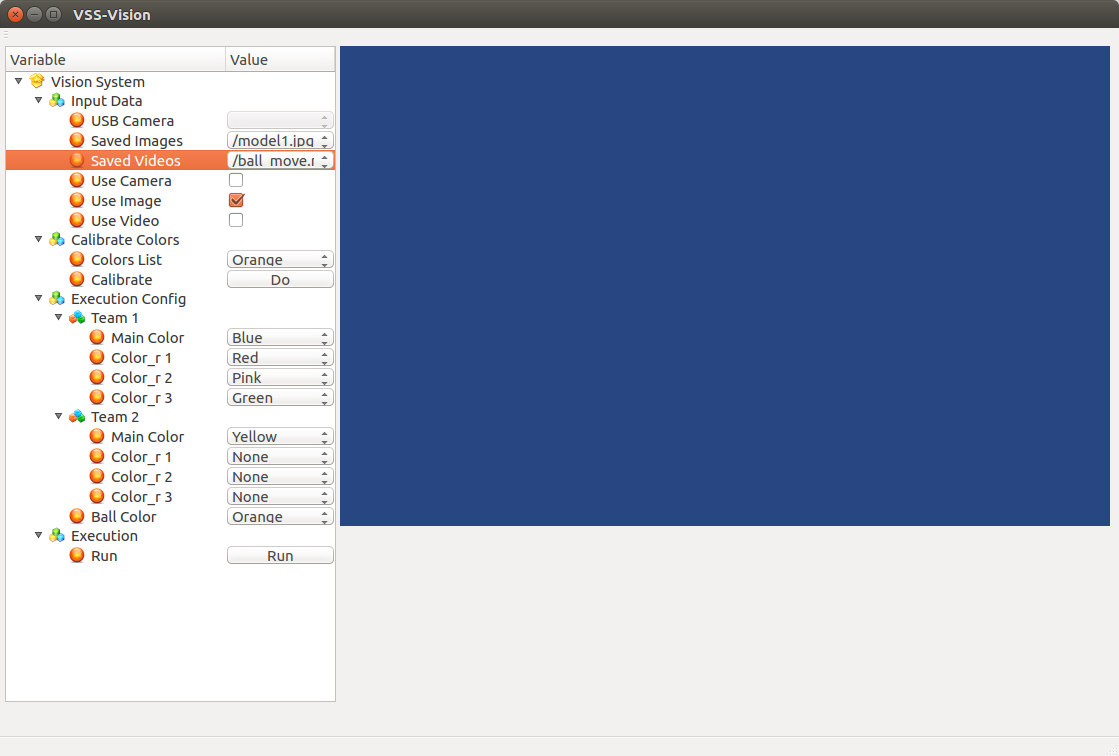 VSS-Vision
Variable Value
Vision System
Input Data
USB Camera
Saved Images /model1.jpg
Saved Videos
Use Camera
Use Image
Use Video
Calibrate Colors
Colors List Orange
Calibrate Do
Execution Config
Team 1
Main Color Blue
Color_r 1 Red
Color_r 2 Pink
Color_r 3 Green
Team 2
Main Color Yellow
Color_r 1 None
Color_r 2 None
Color_r 3 None
Ball Color Orange
Execution
Run Run